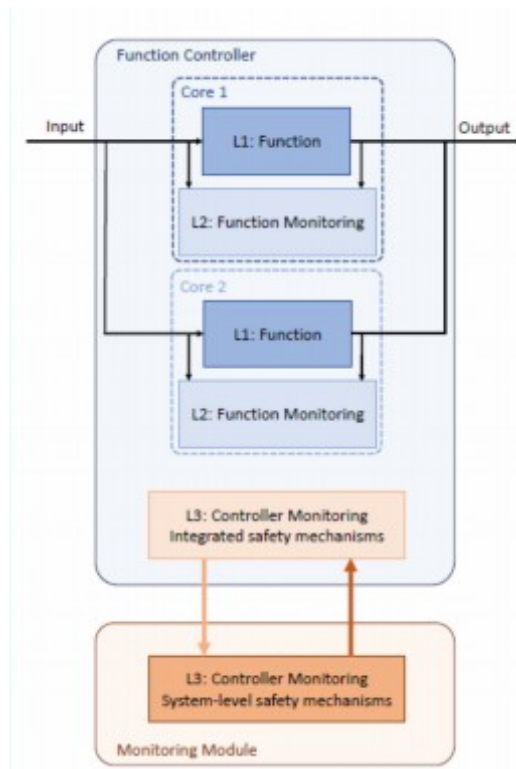 Function Controller
Core 1
Input
Output
L1: Function
L2: Function Monitoring
Core 2
L1: Function
L2: Function Monitoring
L3: Controller Monitoring
Integrated safety mechanisms
L3: Controller Monitoring
System-level safety mechanisms
Monitoring Module